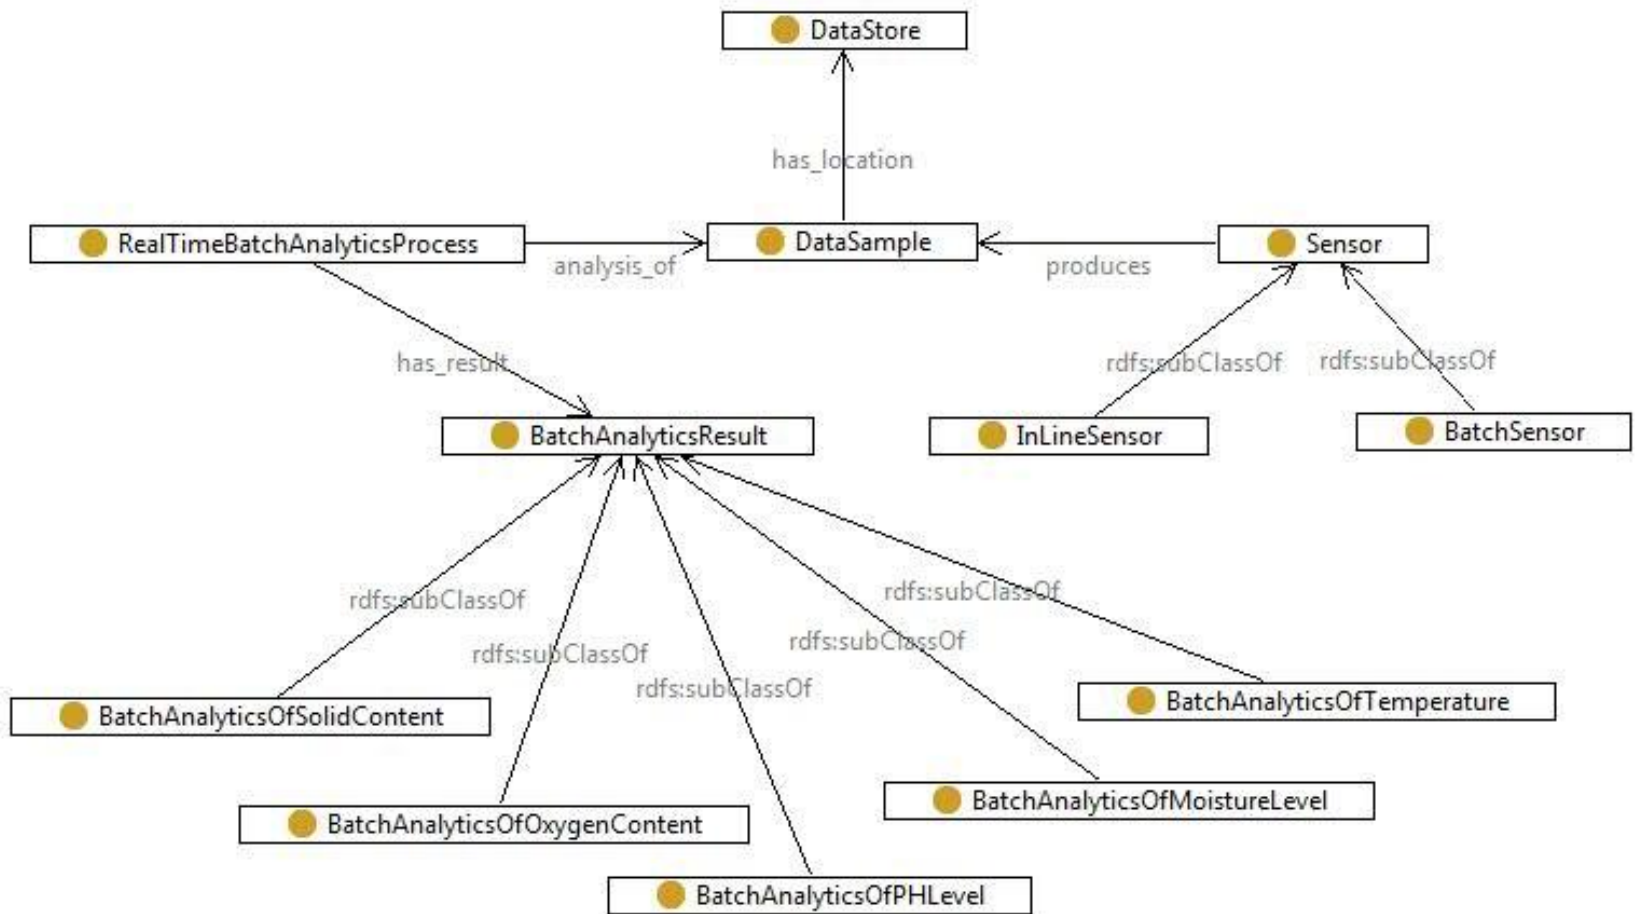 DataStore
has_location
RealTimeBatchAnalyticsProcess
analysis_of
DataSample
produces
Sensor
has_result
rdfs:subClassOf
rdfs:subClassOf
BatchAnalyticsResult
InLineSensor
BatchSensor
rdfs:subClassOf
rdfs:subClassOf
rdfs:subClassOf
rdfs:subClassOf
rdfs:subClassOf
BatchAnalyticsOfSolidContent
BatchAnalyticsOfTemperature
BatchAnalyticsOfOxygenContent
BatchAnalyticsOfMoistureLevel
BatchAnalyticsOfPHLevel